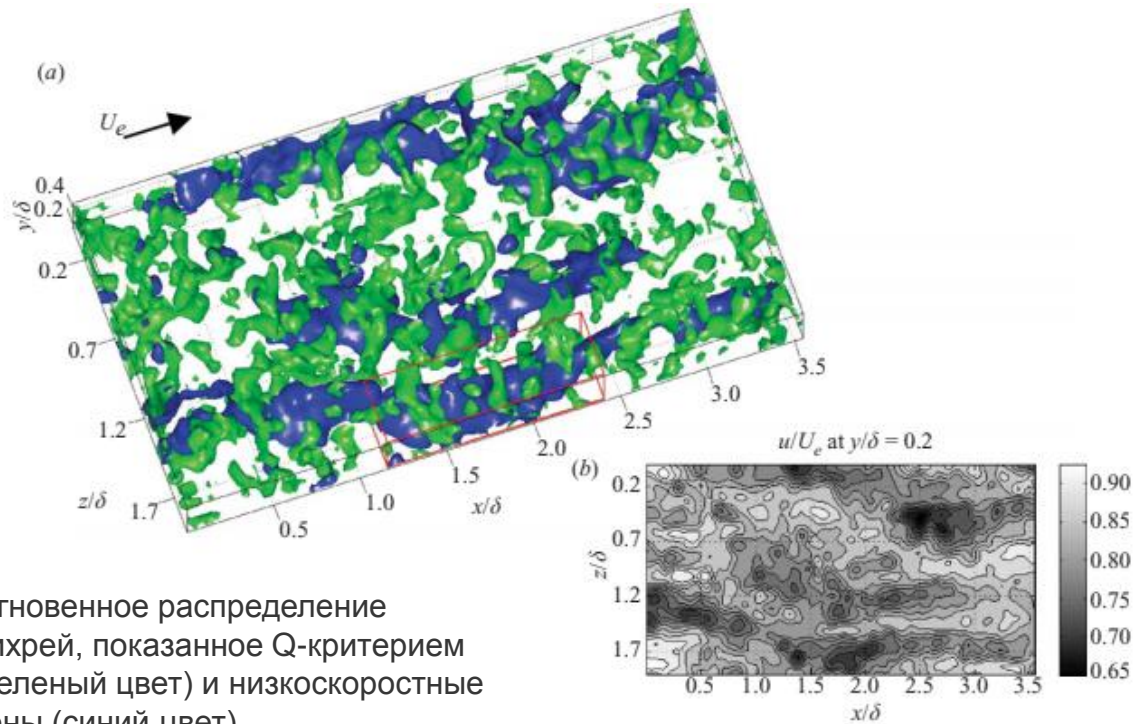 (a)
U_e
0.4
0.2
y/δ
0.2
0.7
1.2
z/δ
1.7
0.5
1.0
1.5
x/δ
2.0
2.5
3.0
3.5
u/U_e at y/δ = 0.2
(b)
0.2
0.7
z/δ
1.2
1.7
0.5 1.0 1.5 2.0 2.5 3.0 3.5
x/δ
0.90
0.85
0.80
0.75
0.70
0.65
гновенное распределение
ихрей, показанное Q-критерием
еленый цвет) и низкоскоростные
(синий цвет)